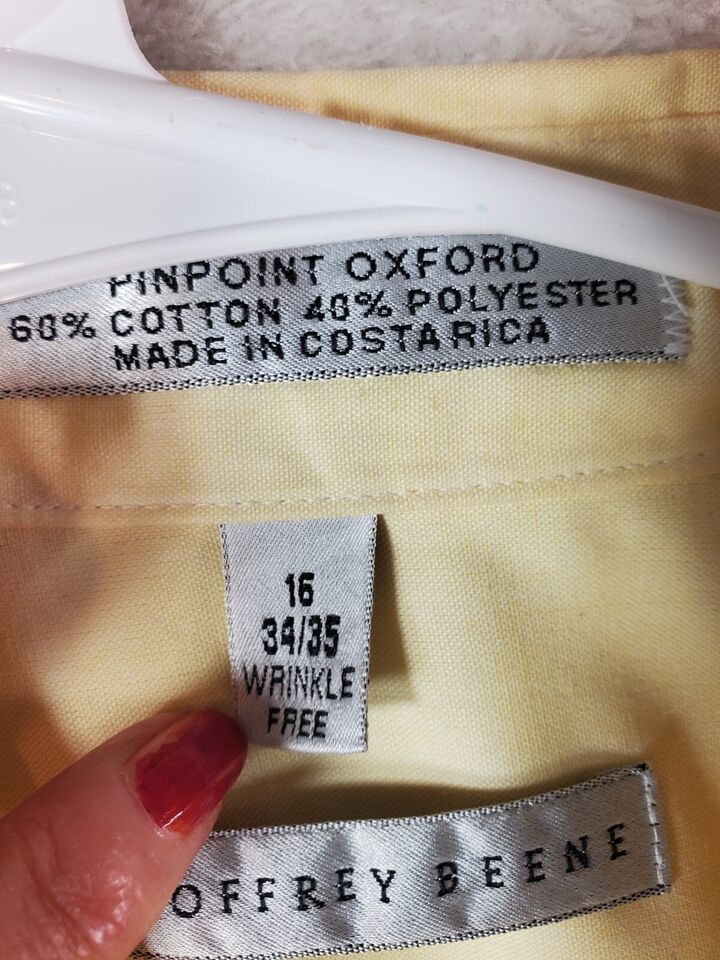 PINPOINT OXFORD
60% COTTON 40% POLYESTER
MADE IN COSTA RICA
16
34/35
WRINKLE
FREE
OFFREY BEENE